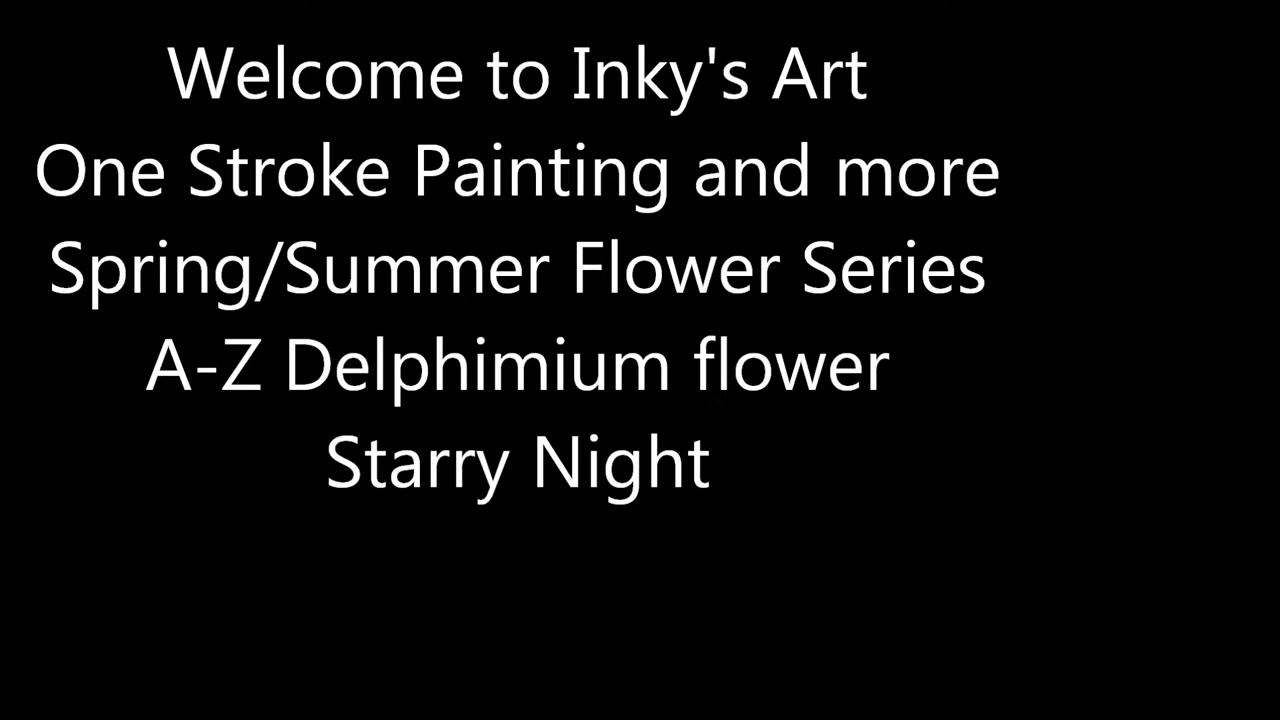 Welcome to Inky's Art
One Stroke Painting and more
Spring/Summer Flower Series
A-Z Delphimium flower
Starry Night